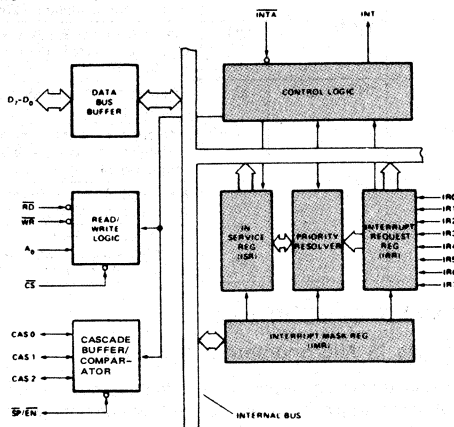 INTA
INT
DATA
BUS
BUFFER
D7-D0
CONTROL LOGIC
RD
WR
A0
CS
READ/
WRITE
LOGIC
IN
SERVICE
REG
(ISR)
PRIORITY
RESOLVER
INTERRUPT
REQUEST
REG
(IRR)
IR0
IR1
IR2
IR3
IR4
IR5
IR6
IR7
CAS 0
CAS 1
CAS 2
CASCADE
BUFFER/
COMPAR-
ATOR
INTERRUPT MASK REG
(IMR)
SP/EN
INTERNAL BUS